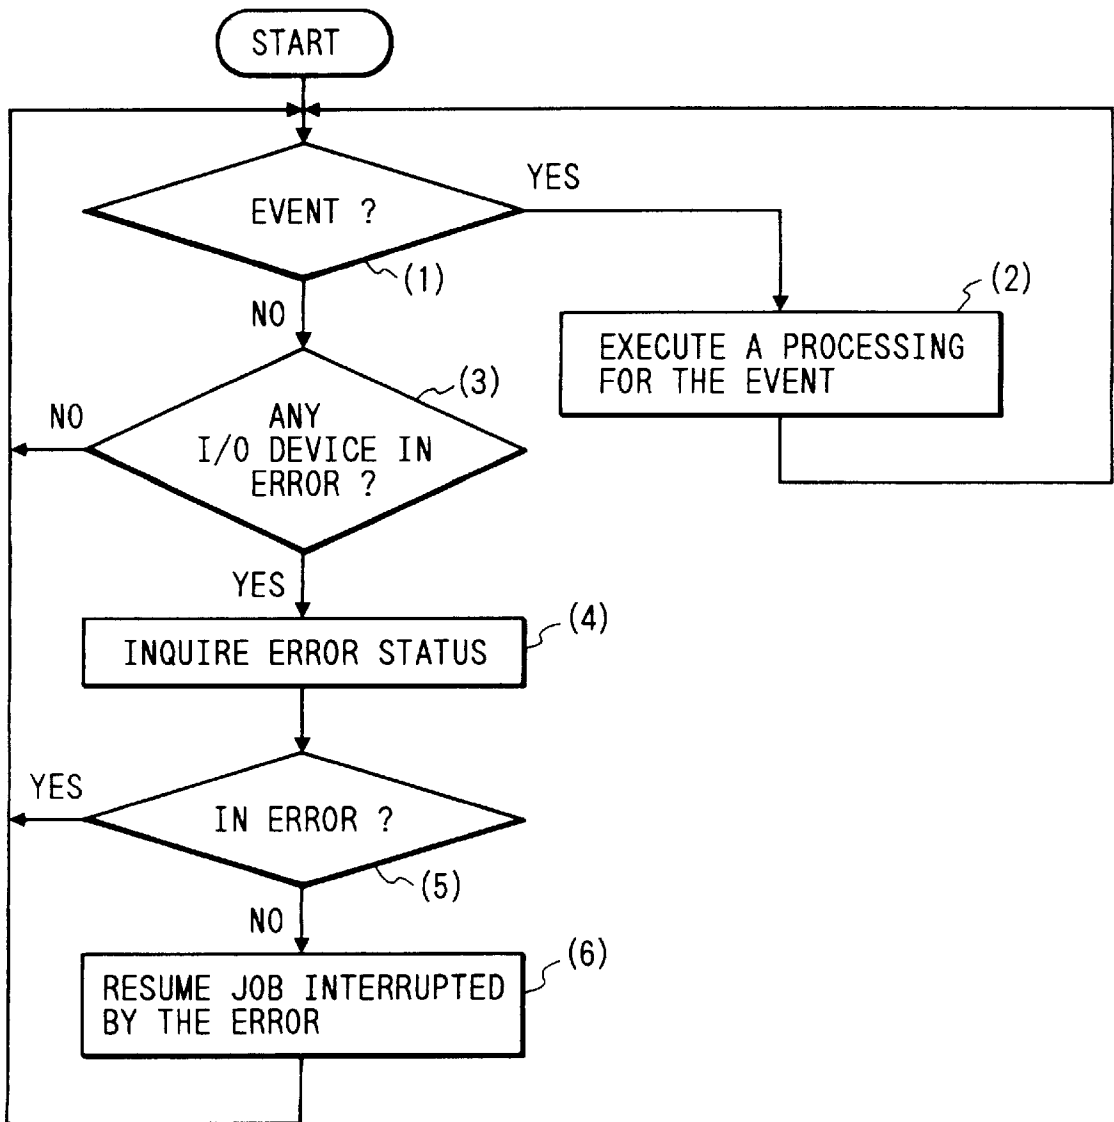 START
EVENT ?
YES
(1)
NO
(2)
EXECUTE A PROCESSING
FOR THE EVENT
(3)
NO
ANY
I/O DEVICE IN
ERROR ?
YES
(4)
INQUIRE ERROR STATUS
YES
IN ERROR ?
(5)
NO
(6)
RESUME JOB INTERRUPTED
BY THE ERROR